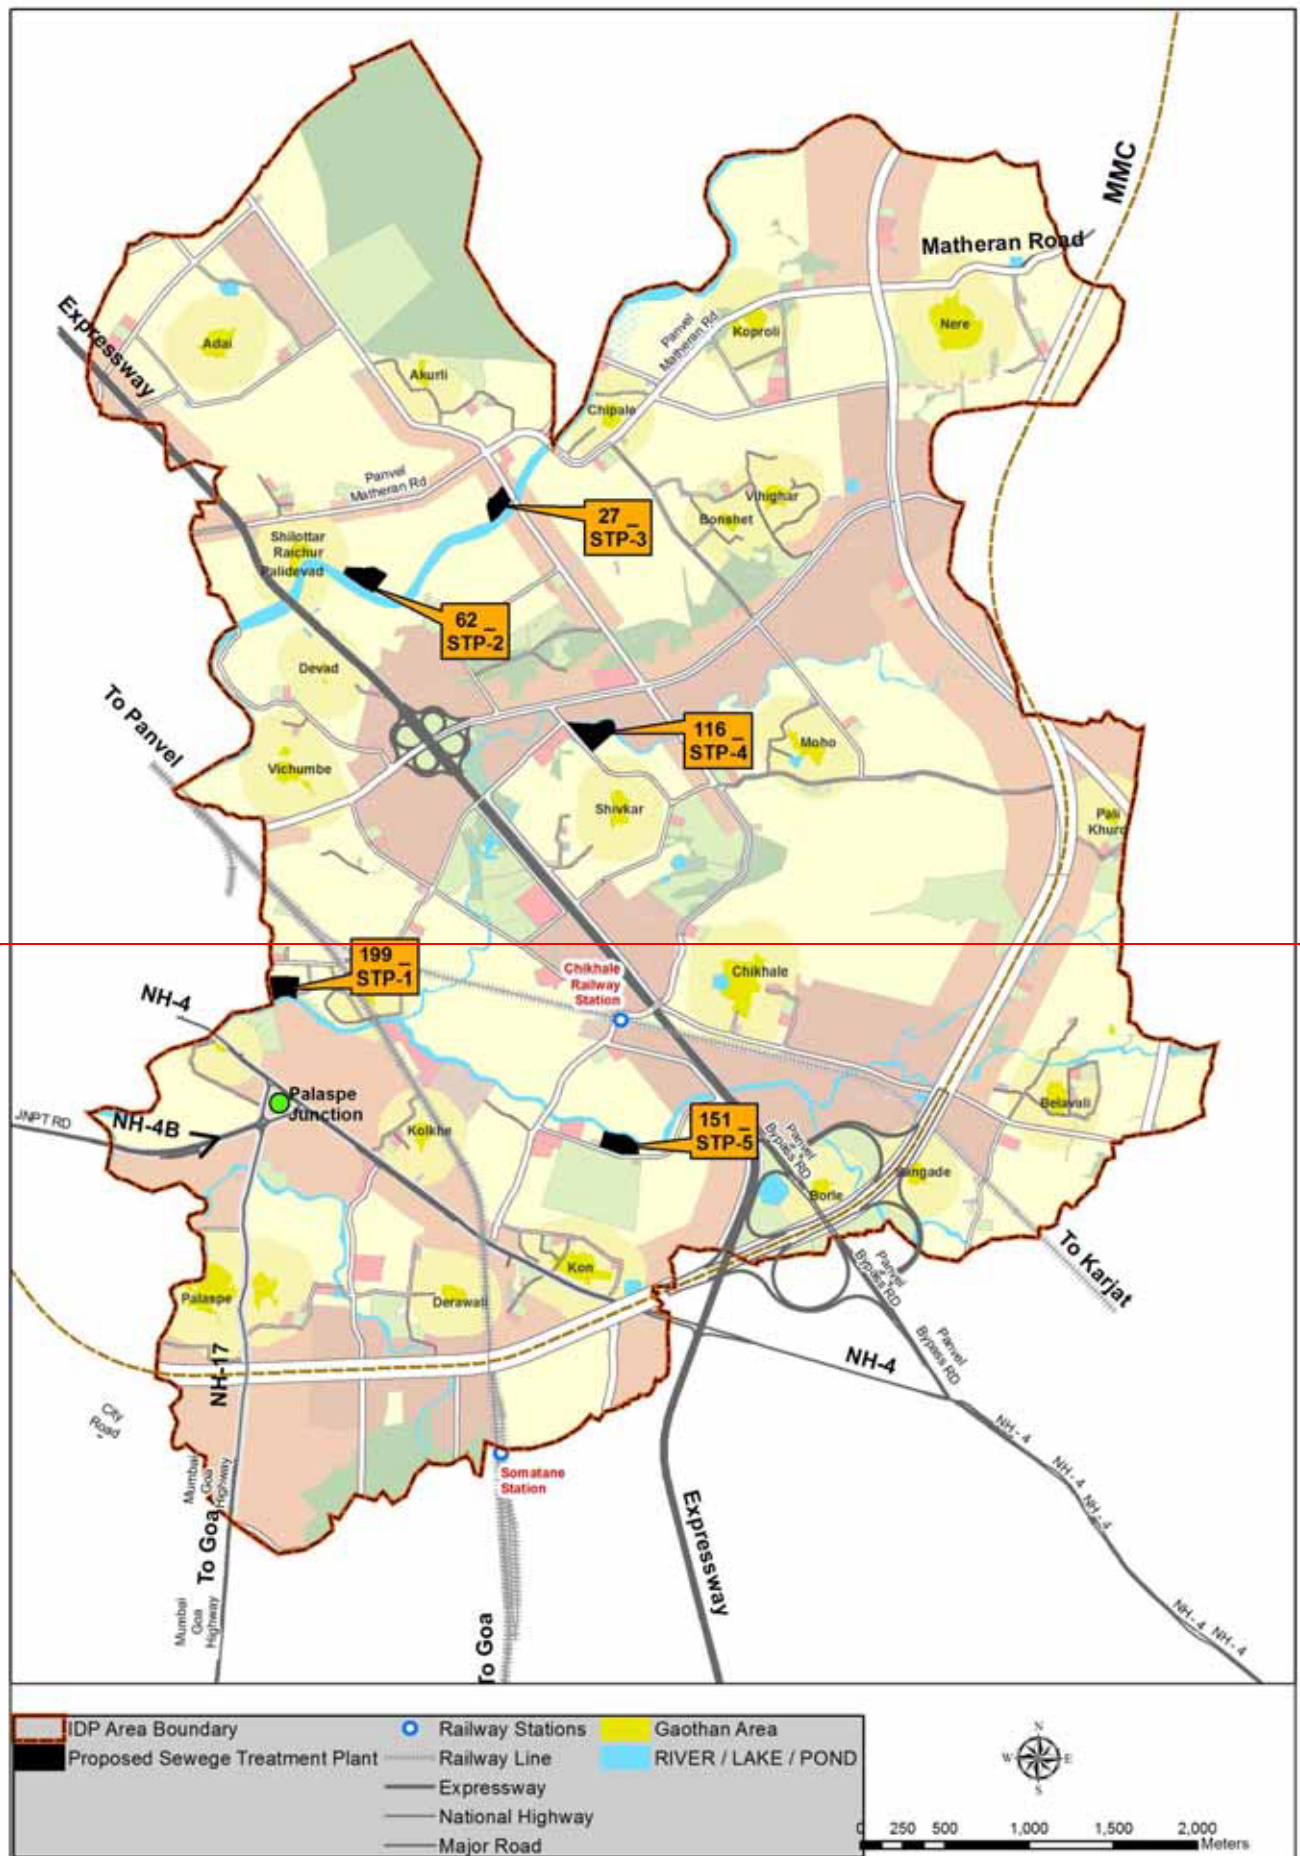 MMC
Matheran Road
Expressway
Panvel
Matheran Rd
Koproli
Nere
Adai
Akurli
Chipale
Panvel
Matheran Rd
27 _
STP-3
Vihighar
Bonshet
Shilottar
Raichur
Palidevad
62 _
STP-2
Devad
To Panvel
116 _
STP-4
Moho
Vichumbe
Shivkar
Pali
Khurd
199 _
STP-1
Chikhale
Railway
Station
Chikhale
NH-4
Palaspe
Junction
JNPT RD
NH-4B
Kolkhe
151 _
STP-5
Panvel
Bypass RD
Belavali
Sangade
Borle
To Karjat
Kon
Panvel
Bypass RD
Palaspe
Derawali
NH-17
NH-4
Panvel
Bypass RD
City
Road
Mumbai
Goa
Highway
To Goa
Somatane
Station
Expressway
NH - 4
NH - 4
NH - 4
Mumbai
Goa
Highway
To Goa
NH - 4
NH - 4
IDP Area Boundary
Railway Stations
Gaothan Area
Proposed Sewege Treatment Plant
Railway Line
RIVER / LAKE / POND
Expressway
National Highway
Major Road
N
W
E
S
0 250 500 1,000 1,500 2,000
Meters